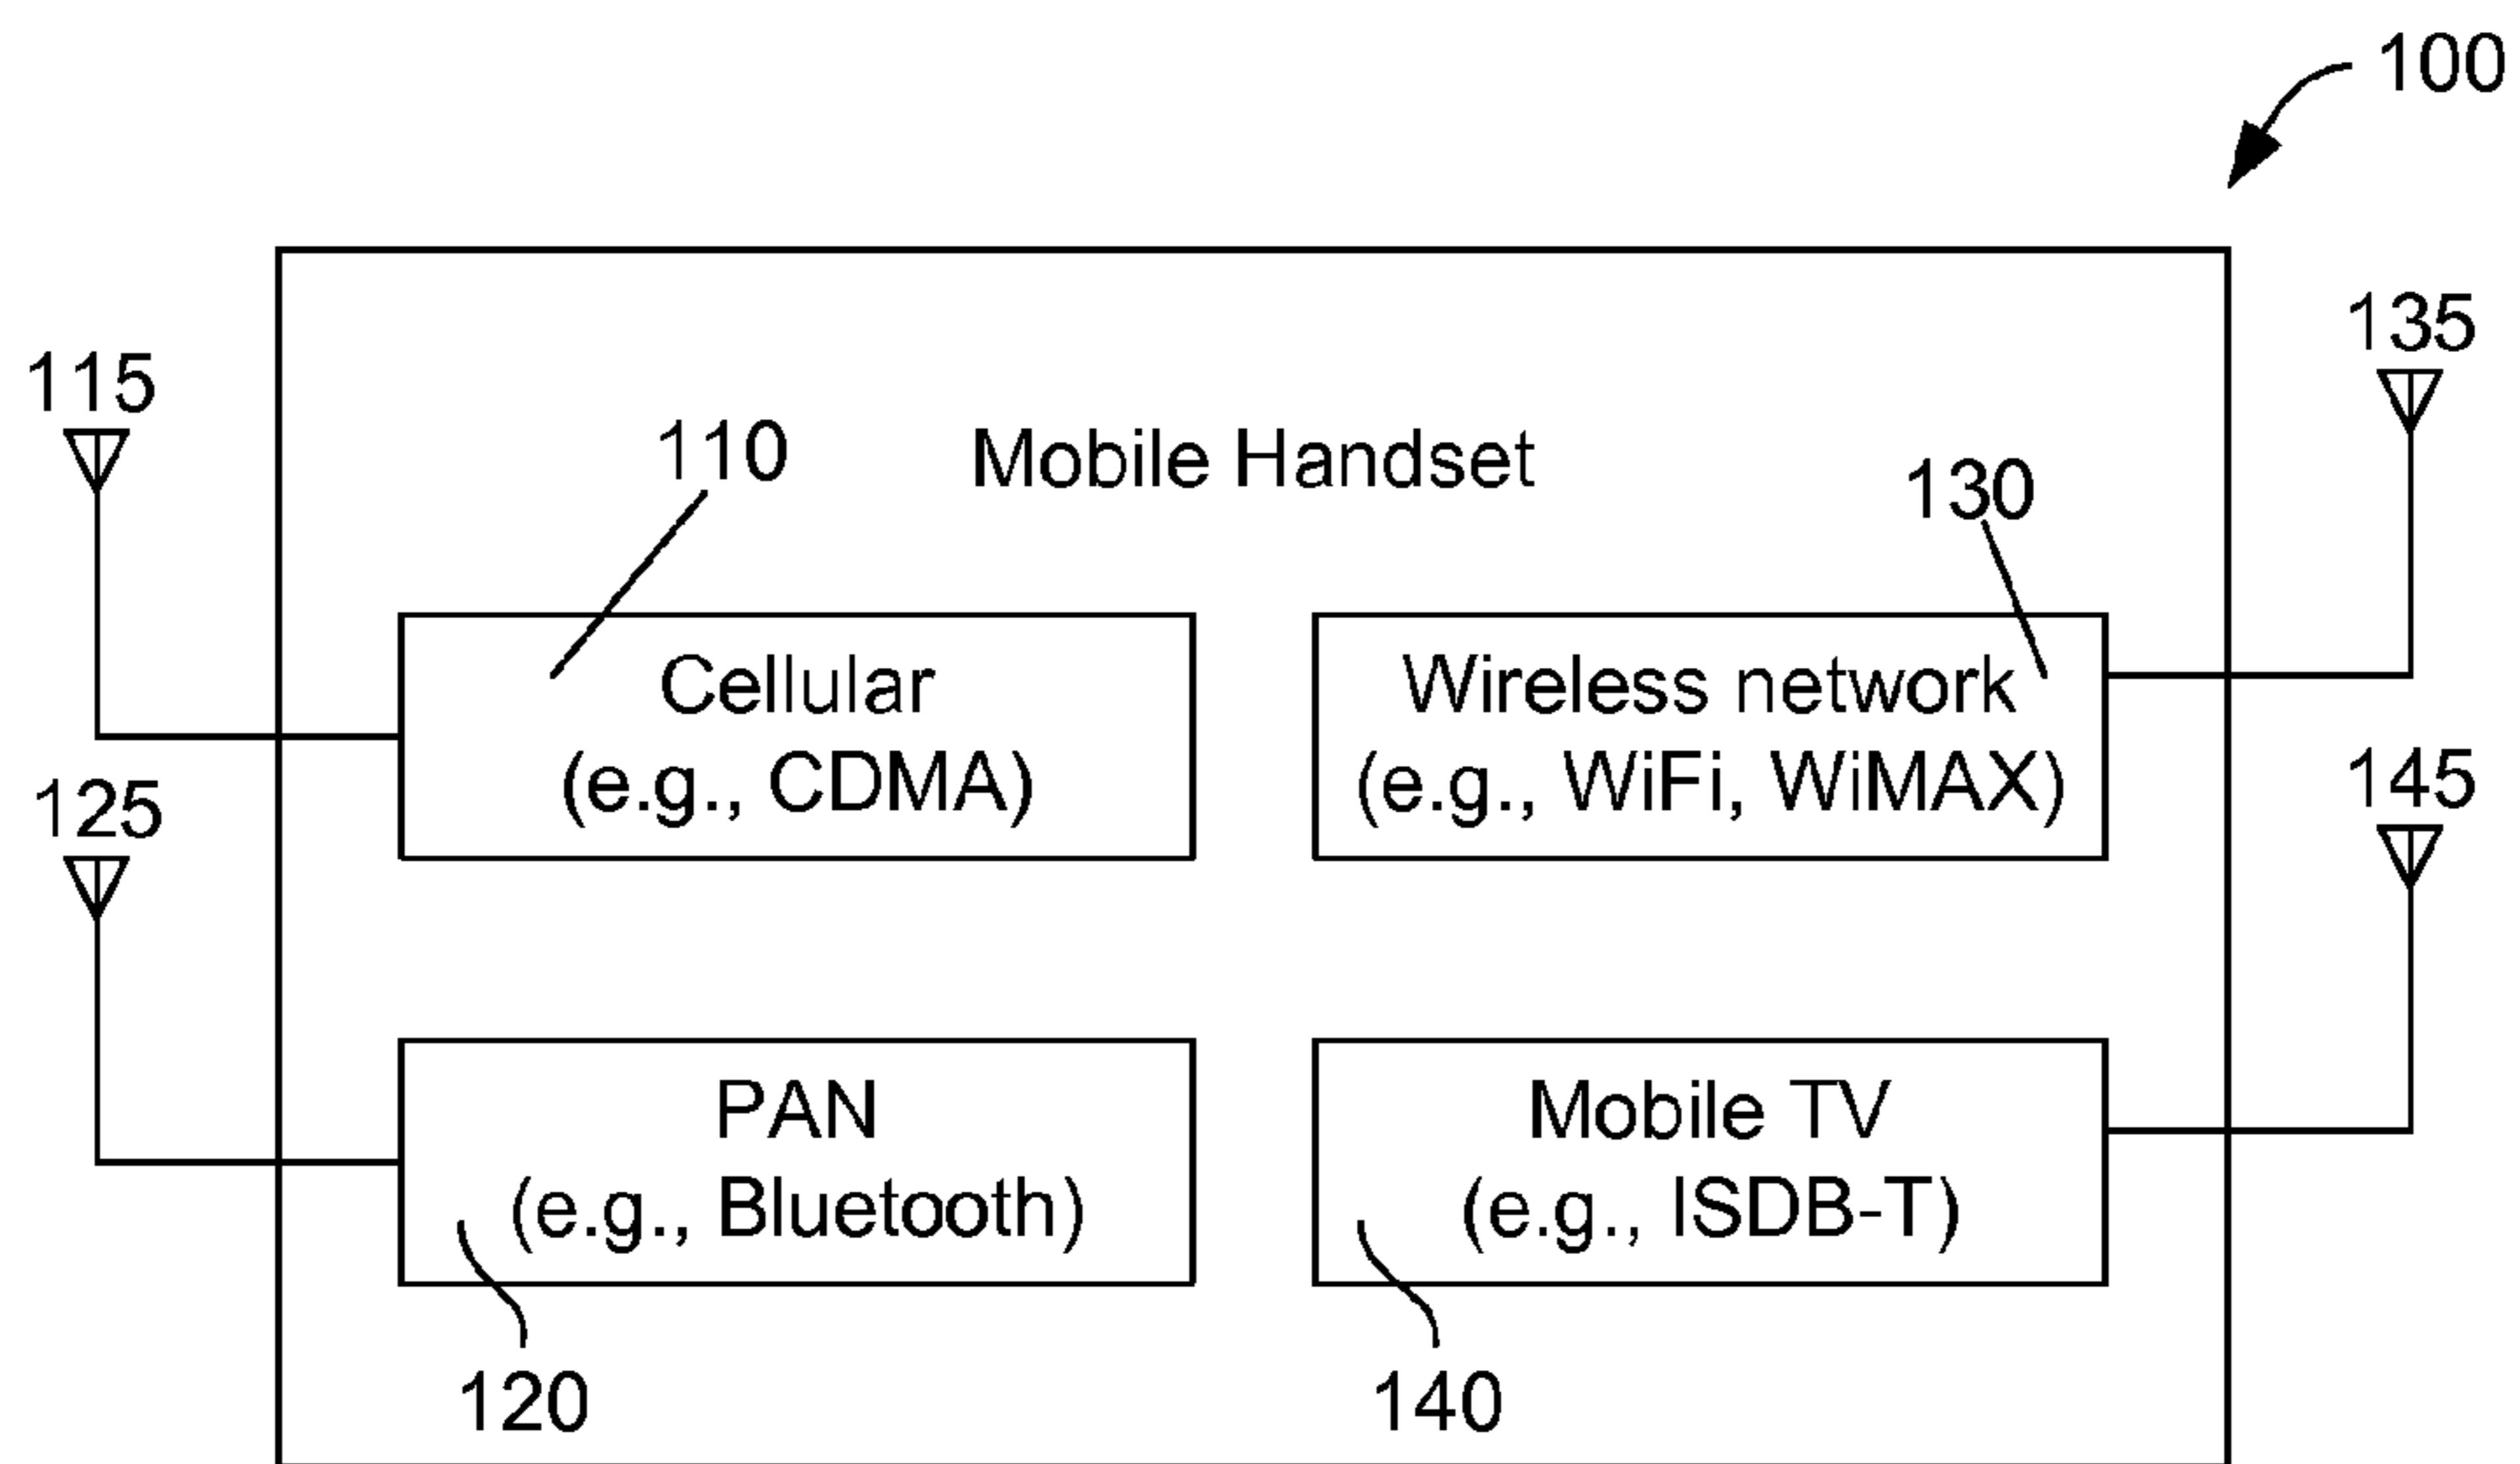 100
135
115
110
Mobile Handset
130
Cellular
(e.g., CDMA)
Wireless network
(e.g., WiFi, WiMAX)
125
145
PAN
(e.g., Bluetooth)
Mobile TV
(e.g., ISDB-T)
120
140